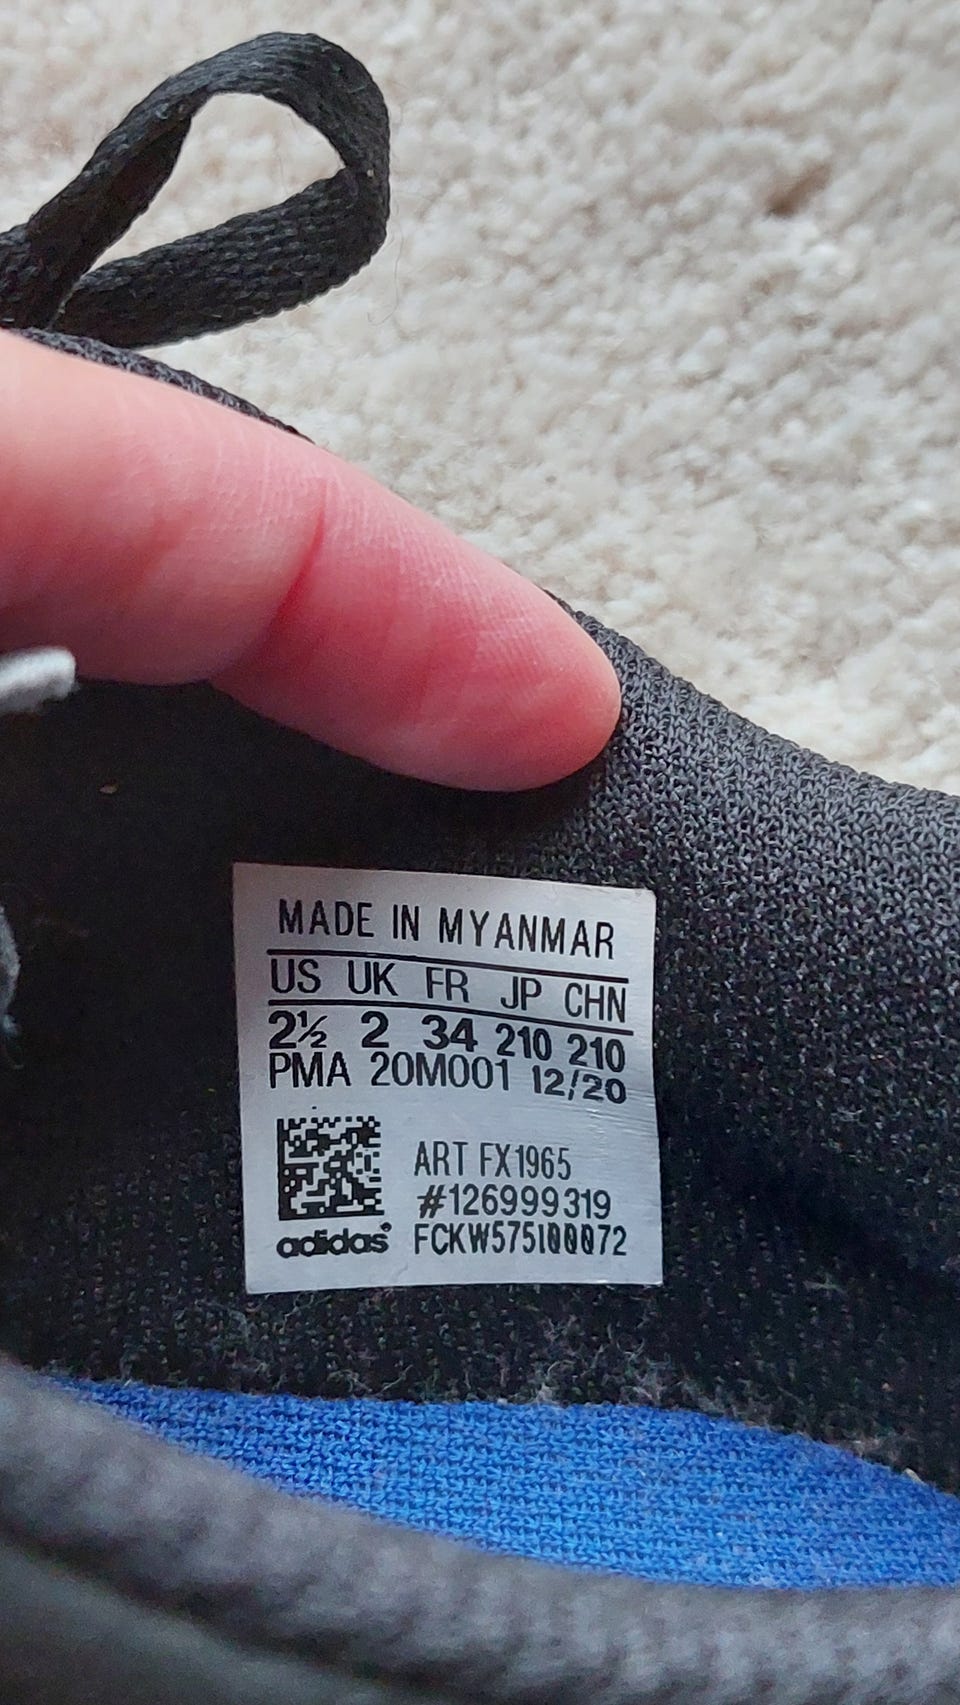 MADE IN MYANMAR
US UK FR JP CHN
2½ 2 34 210 210
PMA 20M001 12/20
ART FX1965
#126999319
adidas® FCKW575100072